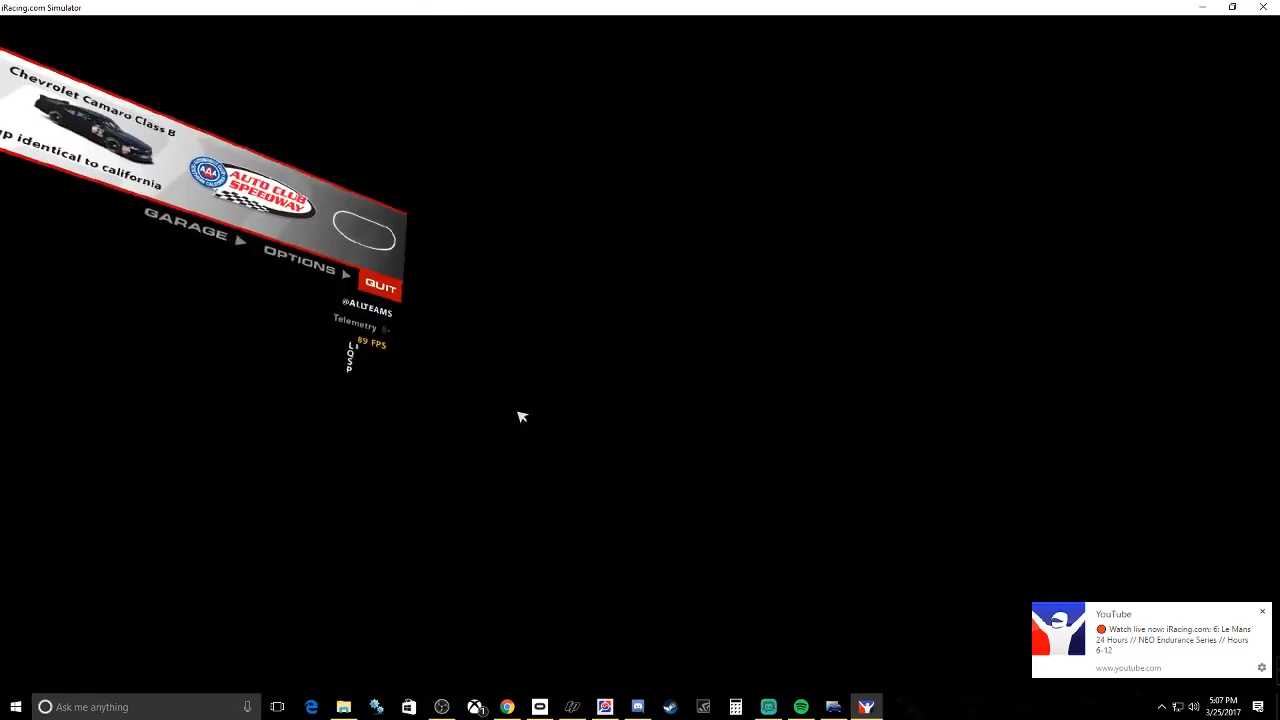 iRacing.com Simulator
Chevrolet Camaro Class B
up identical to california
AUTO CLUB
SPEEDWAY
GARAGE
OPTIONS
QUIT
@ALLTEAMS
Telemetry
89 FPS
L
Q
S
P
YouTube
Watch live now: iRacing.com: 6: Le Mans
24 Hours // NEO Endurance Series // Hours
6-12
www.youtube.com
Ask me anything
5:07 PM
3/25/2017